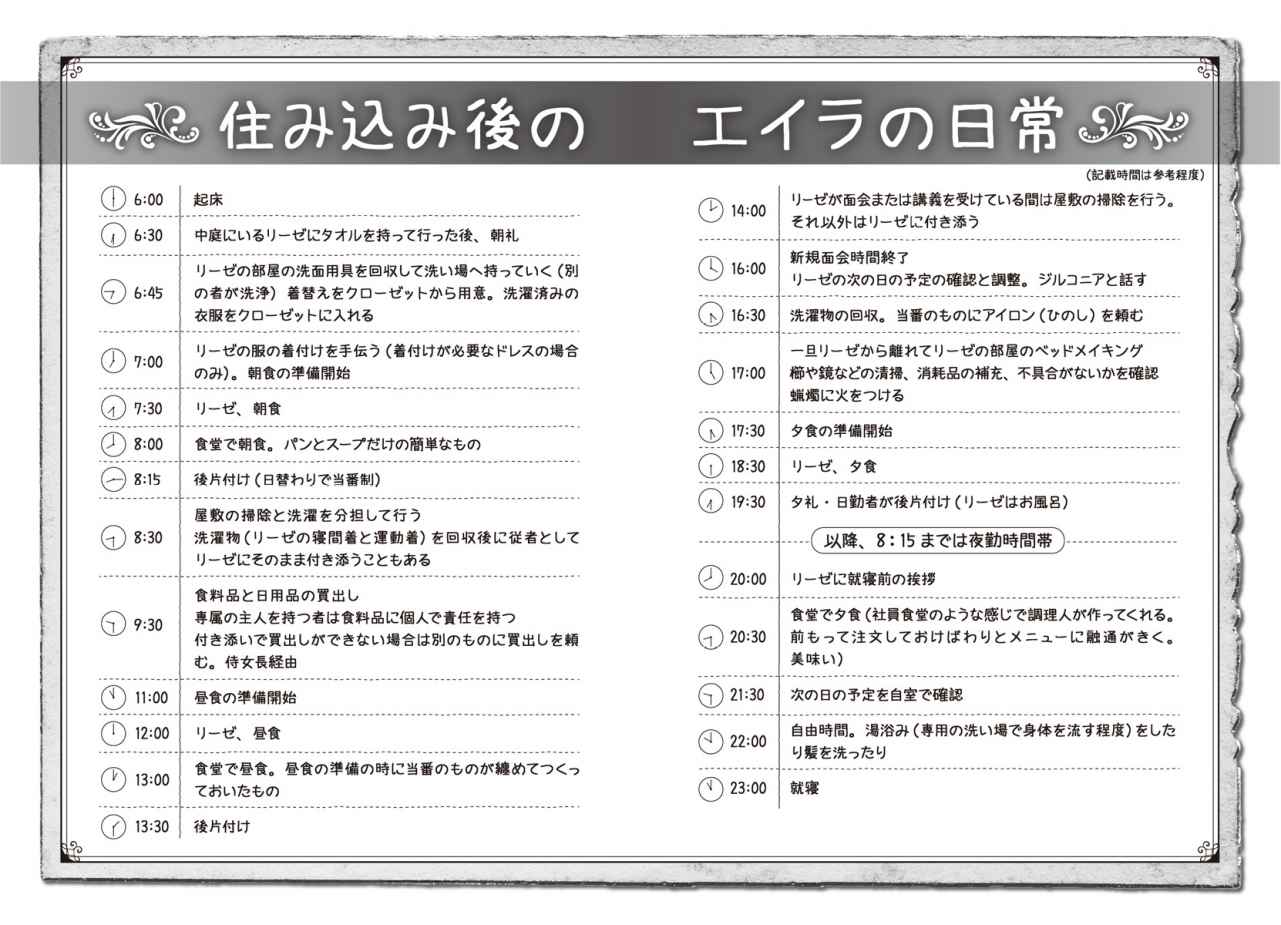 住み込み後の エイラの日常
(記載時間は参考程度)
6:00 起床
6:30 中庭にいるリーゼにタオルを持って行った後、朝礼
6:45 リーゼの部屋の洗面用具を回収して洗い場へ持っていく(別
の者が洗浄) 着替えをクローゼットから用意。洗濯済みの
衣服をクローゼットに入れる
7:00 リーゼの服の着付けを手伝う(着付けが必要なドレスの場合
のみ)。朝食の準備開始
7:30 リーゼ、朝食
8:00 食堂で朝食。パンとスープだけの簡単なもの
8:15 後片付け(日替わりで当番制)
8:30 屋敷の掃除と洗濯を分担して行う
洗濯物(リーゼの寝間着と運動着)を回収後に従者として
リーゼにそのまま付き添うこともある
9:30 食料品と日用品の買出し
専属の主人を持つ者は食料品に個人で責任を持つ
付き添いで買出しができない場合は別のものに買出しを頼
む。侍女長経由
11:00 昼食の準備開始
12:00 リーゼ、昼食
13:00 食堂で昼食。昼食の準備の時に当番のものが纏めてつくっ
ておいたもの
13:30 後片付け
14:00 リーゼが面会または講義を受けている間は屋敷の掃除を行う。
それ以外はリーゼに付き添う
16:00 新規面会時間終了
リーゼの次の日の予定の確認と調整。ジルコニアと話す
16:30 洗濯物の回収。当番のものにアイロン(ひのし)を頼む
17:00 一旦リーゼから離れてリーゼの部屋のベッドメイキング
櫛や鏡などの清掃、消耗品の補充、不具合がないかを確認
蝋燭に火をつける
17:30 夕食の準備開始
18:30 リーゼ、夕食
19:30 夕礼・日勤者が後片付け(リーゼはお風呂)
以降、8:15までは夜勤時間帯
20:00 リーゼに就寝前の挨拶
20:30 食堂で夕食(社員食堂のような感じで調理人が作ってくれる。
前もって注文しておけばわりとメニューに融通がきく。
美味い)
21:30 次の日の予定を自室で確認
22:00 自由時間。湯浴み(専用の洗い場で身体を流す程度)をした
り髪を洗ったり
23:00 就寝